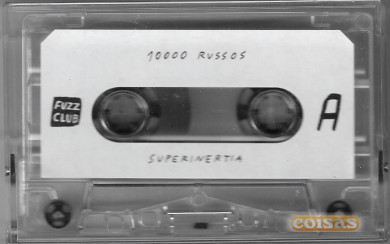 10000 RUSSOS
FUZZ
CLUB
A
SUPERINERTIA
coisas